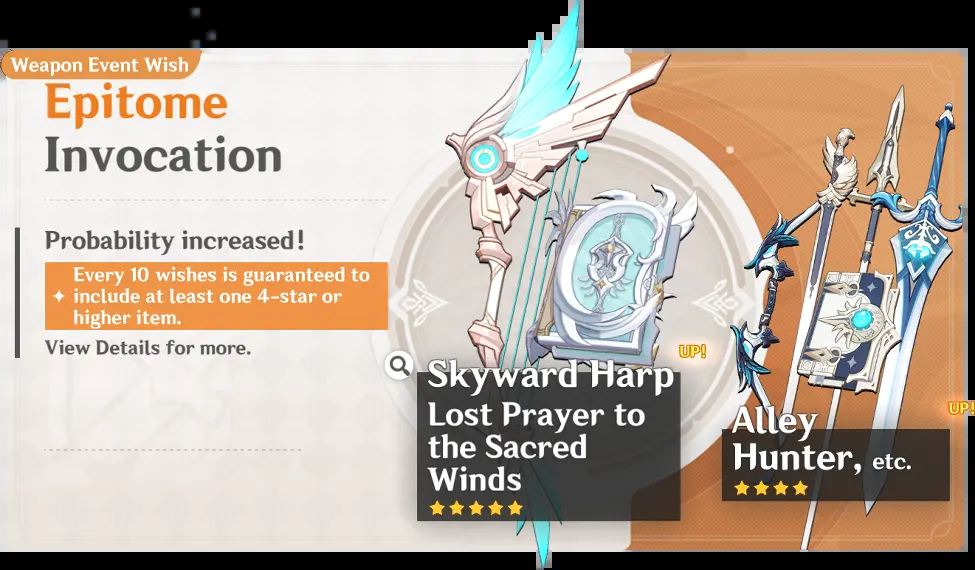 Weapon Event Wish
Epitome
Invocation
Probability increased!
Every 10 wishes is guaranteed to
include at least one 4-star or
higher item.
View Details for more.
UP!
Skyward Harp
Lost Prayer to
the Sacred
Winds
UP!
Alley
Hunter, etc.